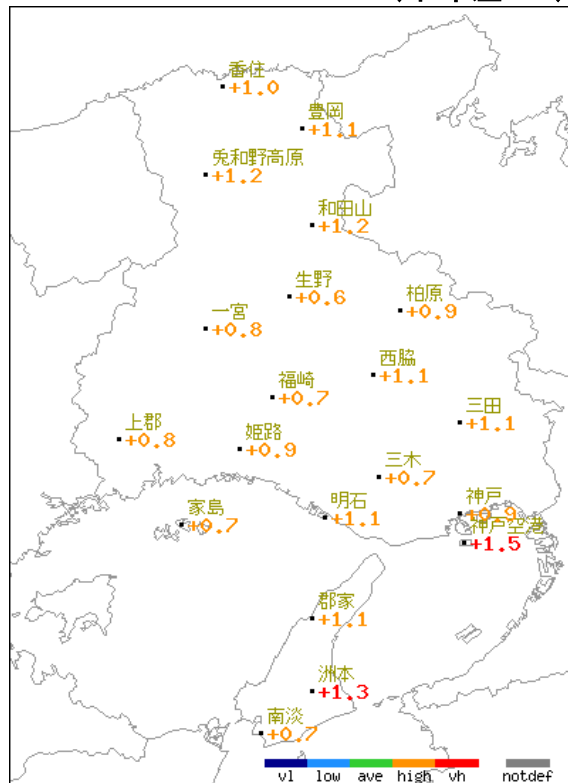 香住
+1.0
豊岡
+1.1
兎和野高原
+1.2
和田山
+1.2
生野
+0.6
柏原
+0.9
一宮
+0.8
西脇
+1.1
福崎
+0.7
三田
+1.1
上郡
+0.8
姫路
+0.9
三木
+0.7
家島
+0.7
明石
+1.1
神戸
+0.9
神戸空港
+1.5
郡家
+1.1
洲本
+1.3
南淡
+0.7
vl low ave high vh notdef